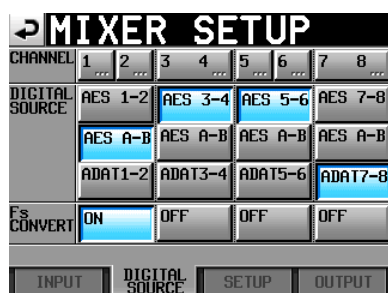 MIXER SETUP
CHANNEL 1... 2... 3 4... 5... 6... 7 8...
DIGITAL SOURCE AES 1-2 AES 3-4 AES 5-6 AES 7-8
AES A-B AES A-B AES A-B AES A-B
ADAT1-2 ADAT3-4 ADAT5-6 ADAT7-8
Fs CONVERT ON OFF OFF OFF
INPUT DIGITAL SOURCE SETUP OUTPUT